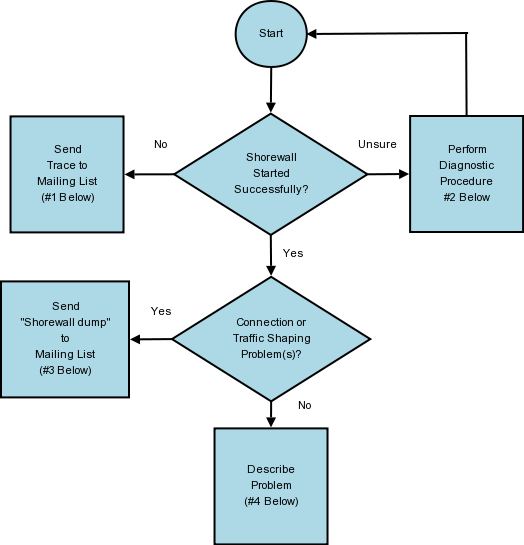 Start
No
Unsure
Send
Trace to
Mailing List
(#1 Below)
Shorewall
Started
Successfully?
Perform
Diagnostic
Procedure
#2 Below
Yes
Yes
Send
"Shorewall dump"
to
Mailing List
(#3 Below)
Connection or
Traffic Shaping
Problem(s)?
No
Describe
Problem
(#4 Below)